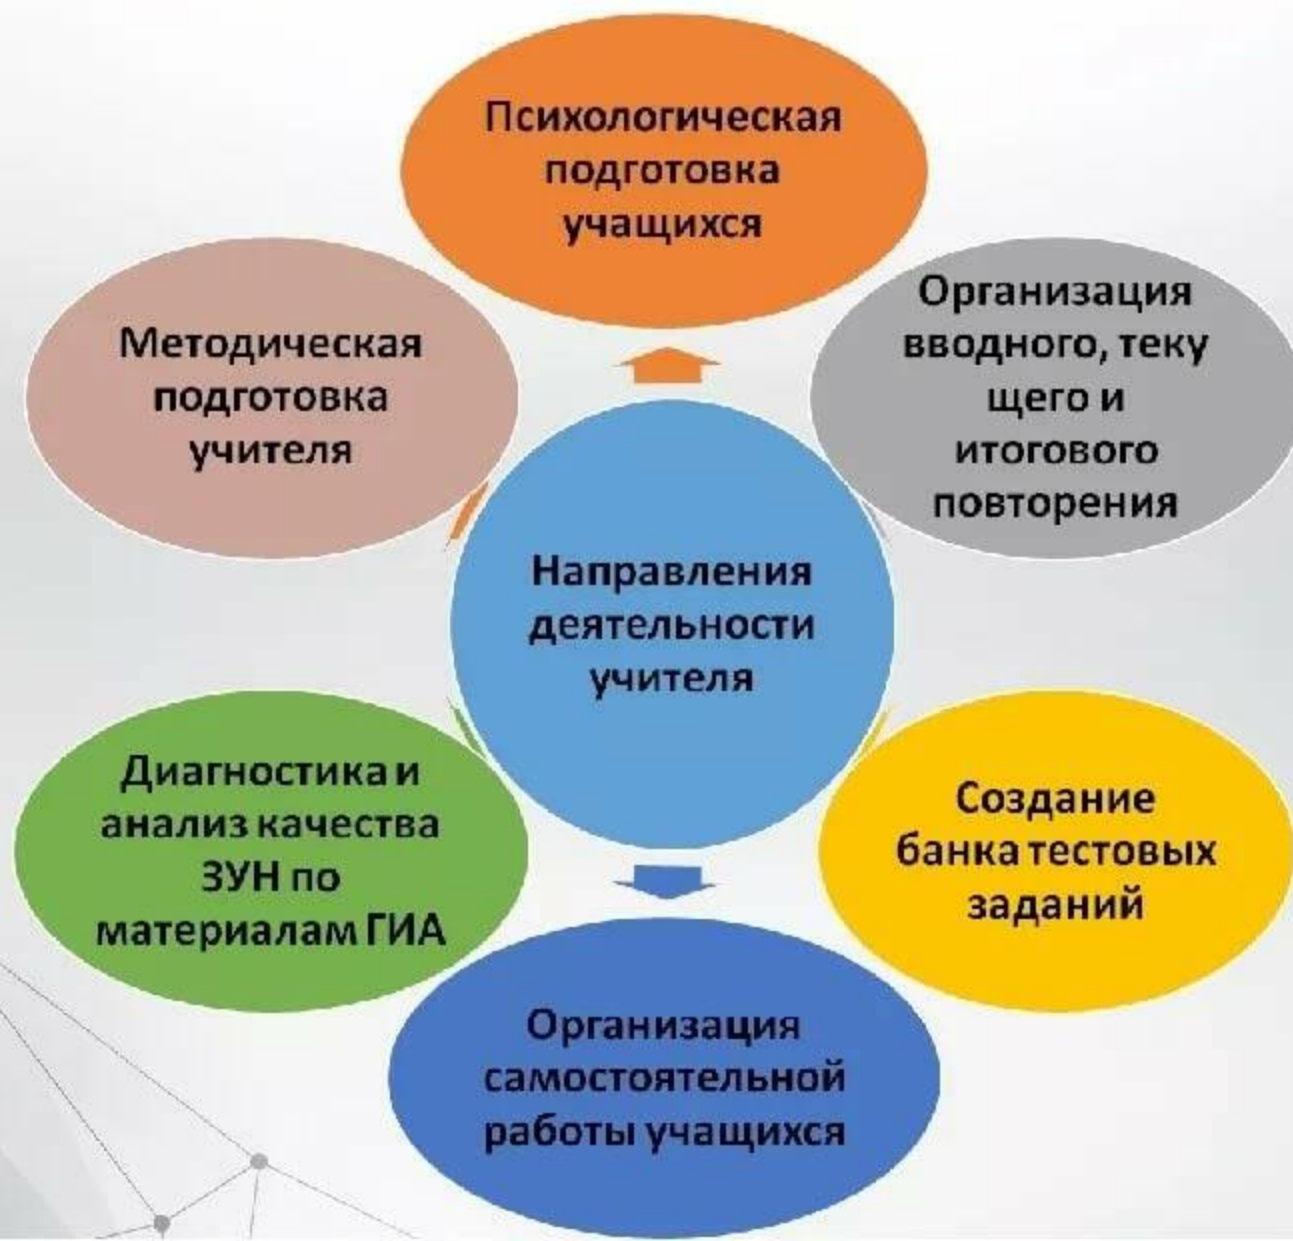 Психологическая
подготовка
учащихся
Методическая
подготовка
учителя
Организация
вводного, теку
щего и
итогового
повторения
Направления
деятельности
учителя
Диагностика и
анализ качества
ЗУН по
материалам ГИА
Создание
банка тестовых
заданий
Организация
самостоятельной
работы учащихся